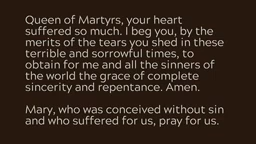 Queen of Martyrs, your heart
suffered so much. I beg you, by the
merits of the tears you shed in these
terrible and sorrowful times, to
obtain for me and all the sinners of
the world the grace of complete
sincerity and repentance. Amen.

Mary, who was conceived without sin
and who suffered for us, pray for us.